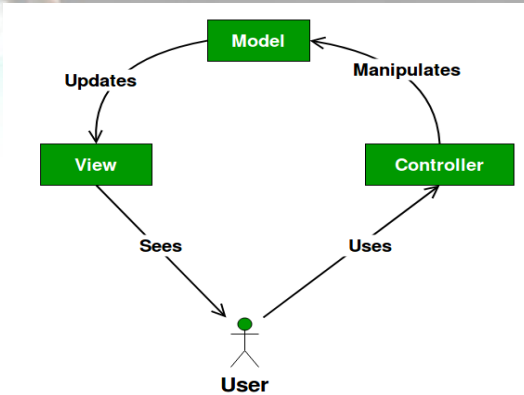 Model
Updates
Manipulates
View
Controller
Sees
Uses
User